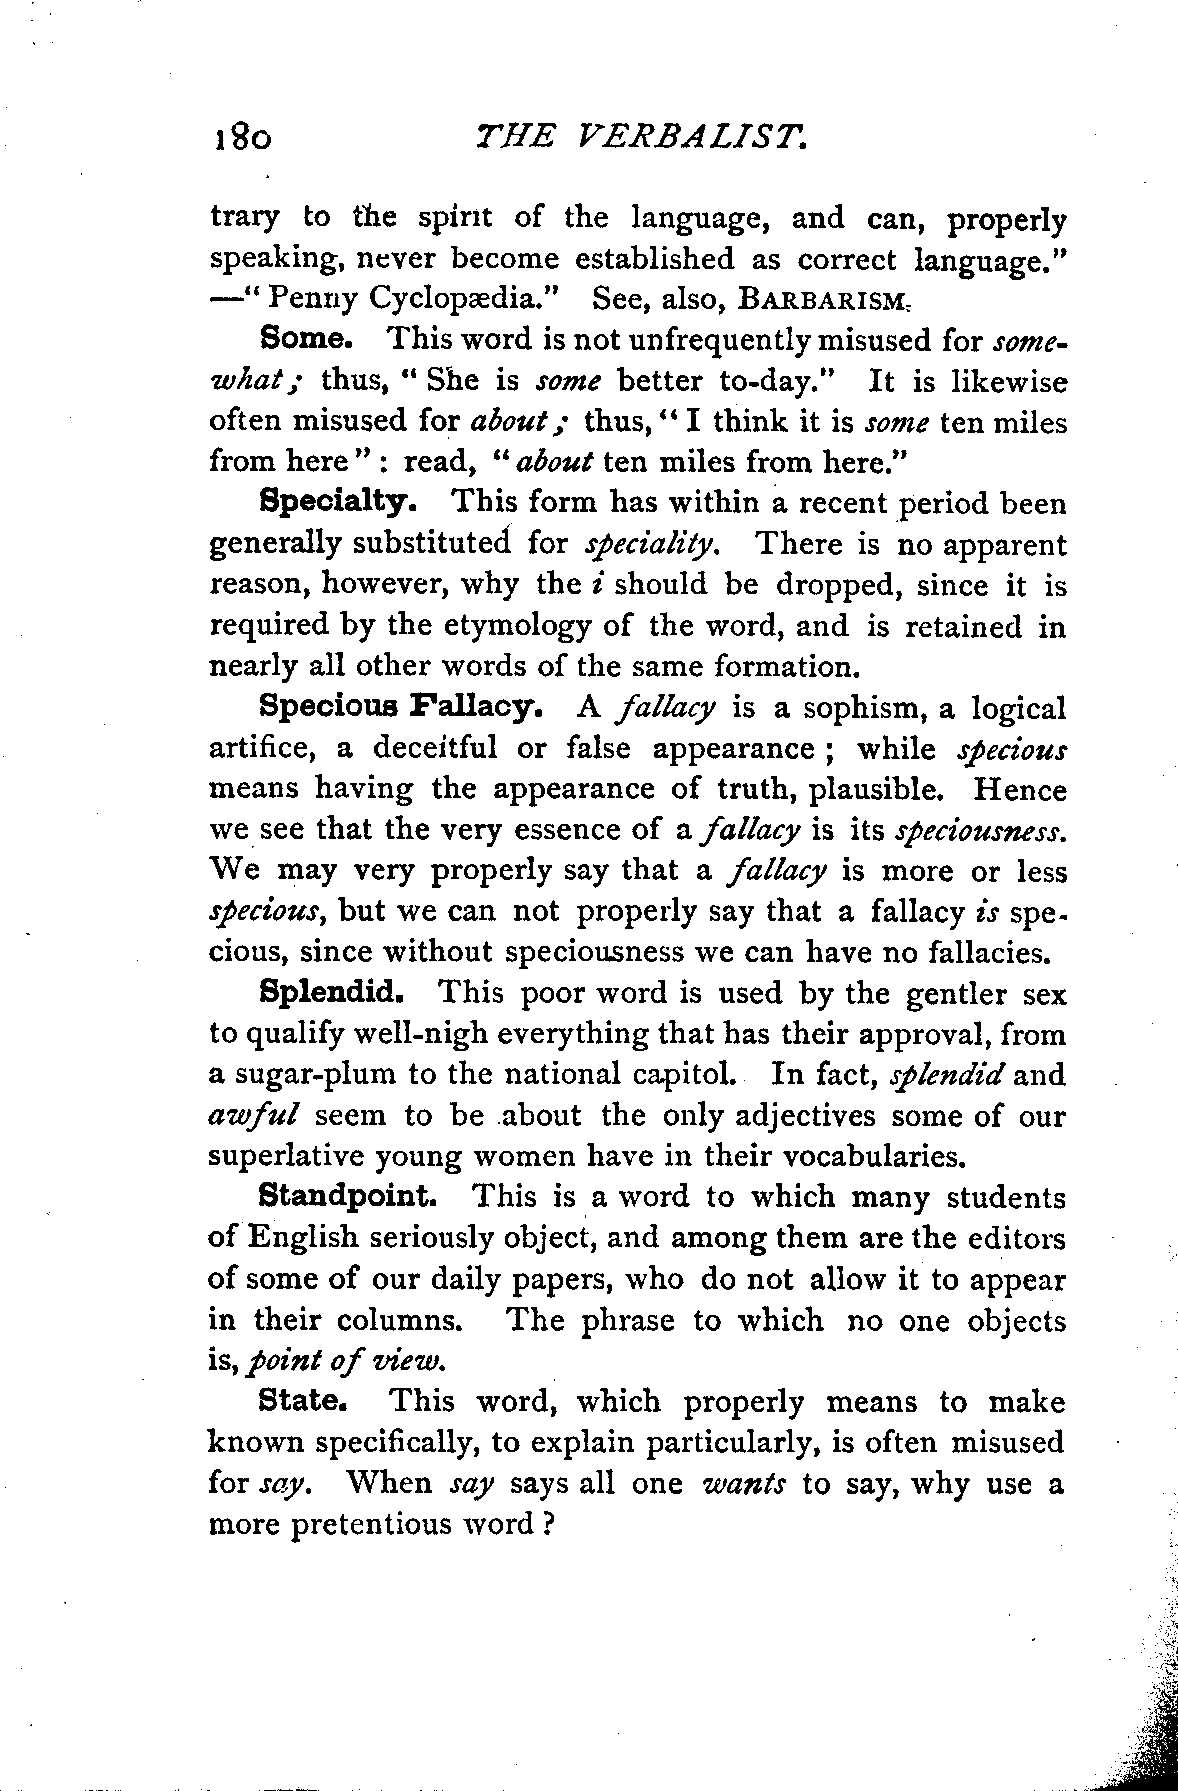 180 THE VERBALIST.
trary to the spirit of the language, and can, properly
speaking, never become established as correct language."
—" Penny Cyclopædia." See, also, BARBARISM.
Some. This word is not unfrequently misused for some-
what; thus, " She is some better to-day." It is likewise
often misused for about; thus, " I think it is some ten miles
from here " : read, " about ten miles from here."
Specialty. This form has within a recent period been
generally substituted for speciality. There is no apparent
reason, however, why the i should be dropped, since it is
required by the etymology of the word, and is retained in
nearly all other words of the same formation.
Specious Fallacy. A fallacy is a sophism, a logical
artifice, a deceitful or false appearance ; while specious
means having the appearance of truth, plausible. Hence
we see that the very essence of a fallacy is its speciousness.
We may very properly say that a fallacy is more or less
specious, but we can not properly say that a fallacy is spe-
cious, since without speciousness we can have no fallacies.
Splendid. This poor word is used by the gentler sex
to qualify well-nigh everything that has their approval, from
a sugar-plum to the national capitol. In fact, splendid and
awful seem to be about the only adjectives some of our
superlative young women have in their vocabularies.
Standpoint. This is a word to which many students
of English seriously object, and among them are the editors
of some of our daily papers, who do not allow it to appear
in their columns. The phrase to which no one objects
is, point of view.
State. This word, which properly means to make
known specifically, to explain particularly, is often misused
for say. When say says all one wants to say, why use a
more pretentious word ?